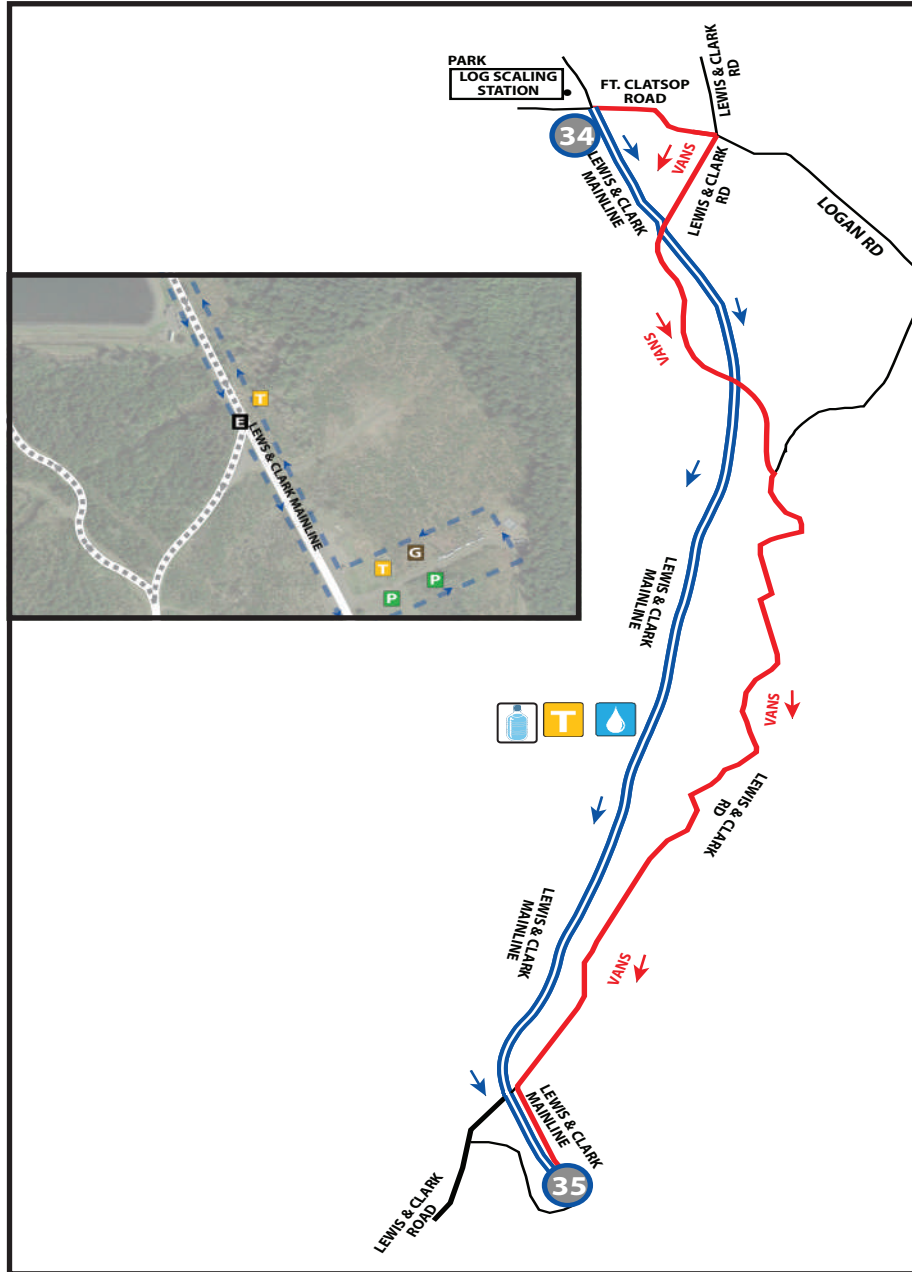 PARK
LOG SCALING
STATION
FT. CLATSOP
ROAD
LEWIS & CLARK
RD
34
VANS
LEWIS & CLARK
MAINLINE
LEWIS & CLARK
RD
LOGAN RD
VANS
T
E
LEWIS & CLARK MAINLINE
G
T
P
P
LEWIS & CLARK
MAINLINE
T
VANS
LEWIS & CLARK
RD
LEWIS & CLARK
MAINLINE
VANS
LEWIS & CLARK
MAINLINE
35
LEWIS & CLARK
ROAD